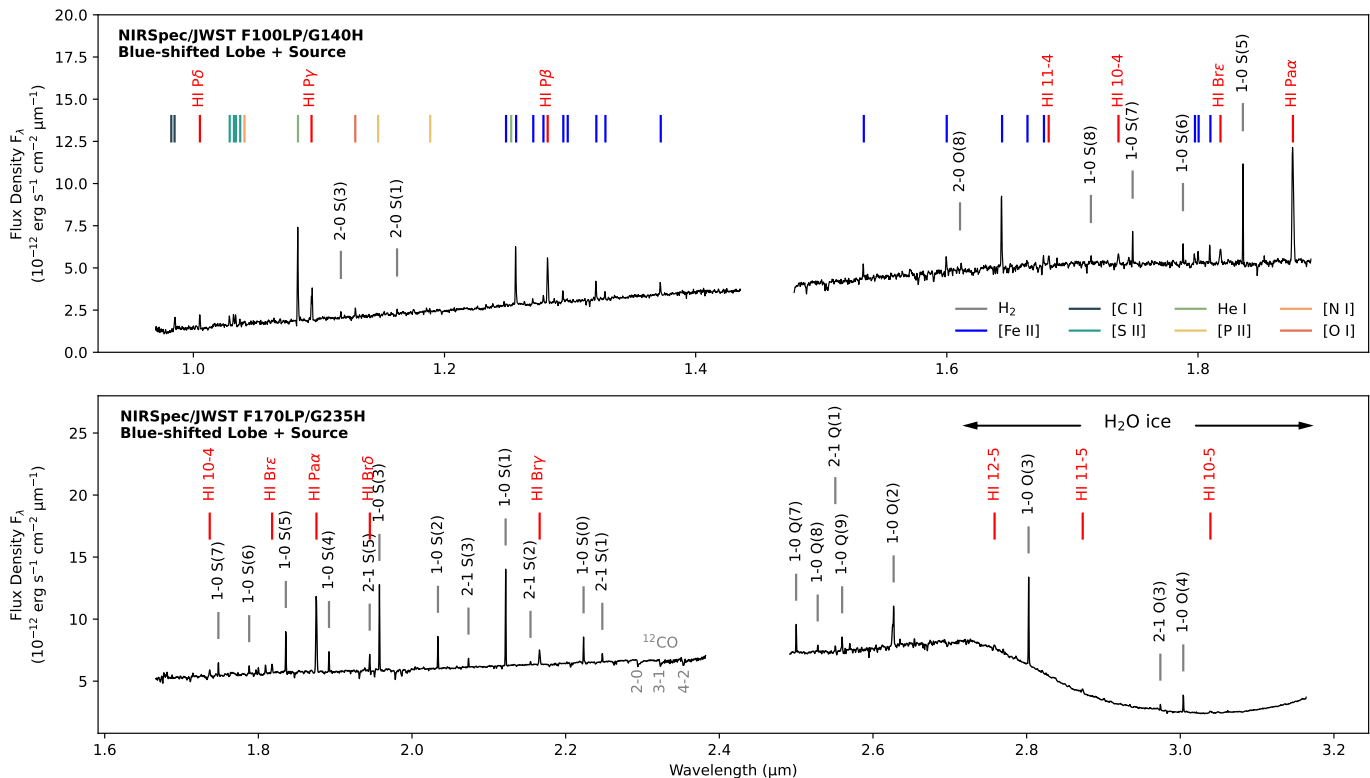 NIRSpec/JWST F100LP/G140H
Blue-shifted Lobe + Source
Flux Density Fλ
(10⁻¹² erg s⁻¹ cm⁻² μm⁻¹)
20.0
17.5
15.0
12.5
10.0
7.5
5.0
2.5
0.0
HI Pδ
HI Pγ
HI Pβ
HI 11-4
HI 10-4
HI Brε
HI Paα
2-0 S(3)
2-0 S(1)
2-0 O(8)
1-0 S(8)
1-0 S(7)
1-0 S(6)
1-0 S(5)
H₂
[Fe II]
[C I]
[S II]
He I
[P II]
[N I]
[O I]
1.0
1.2
1.4
1.6
1.8
NIRSpec/JWST F170LP/G235H
Blue-shifted Lobe + Source
Flux Density Fλ
(10⁻¹² erg s⁻¹ cm⁻² μm⁻¹)
25
20
15
10
5
HI 10-4
HI Brε
HI Paα
HI Brδ
HI Brγ
HI 12-5
HI 11-5
HI 10-5
1-0 S(7)
1-0 S(6)
1-0 S(5)
1-0 S(4)
2-1 S(5)
1-0 S(3)
1-0 S(2)
2-1 S(3)
1-0 S(1)
2-1 S(2)
1-0 S(0)
2-1 S(1)
¹²CO
2-0
3-1
4-2
1-0 Q(7)
1-0 Q(8)
2-1 Q(1)
1-0 Q(9)
1-0 O(2)
1-0 O(3)
2-1 O(3)
1-0 O(4)
H₂O ice
1.6
1.8
2.0
2.2
2.4
2.6
2.8
3.0
3.2
Wavelength (μm)